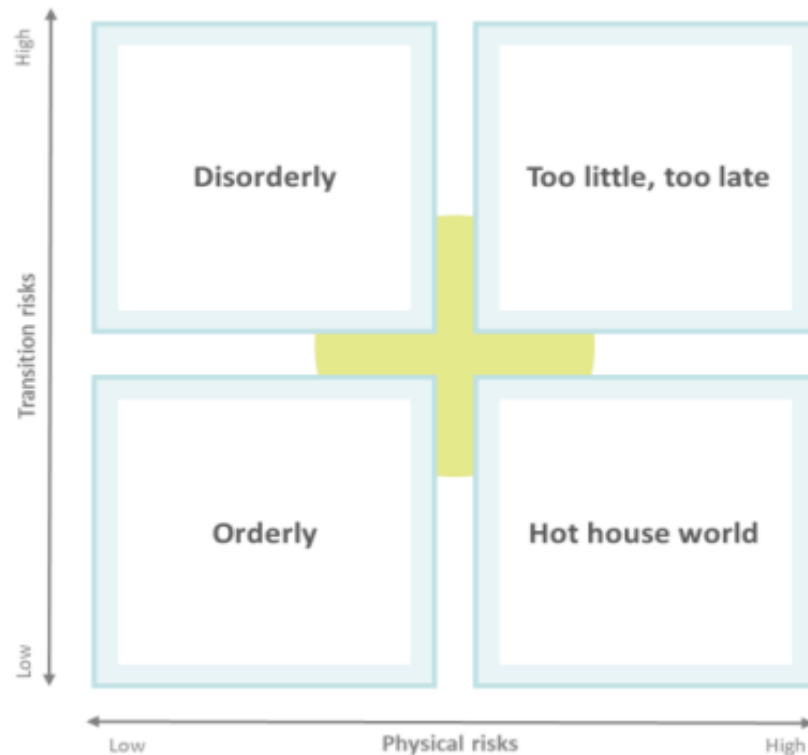 High
Disorderly
Too little, too late
Transition risks
Orderly
Hot house world
Low
Low
Physical risks
High